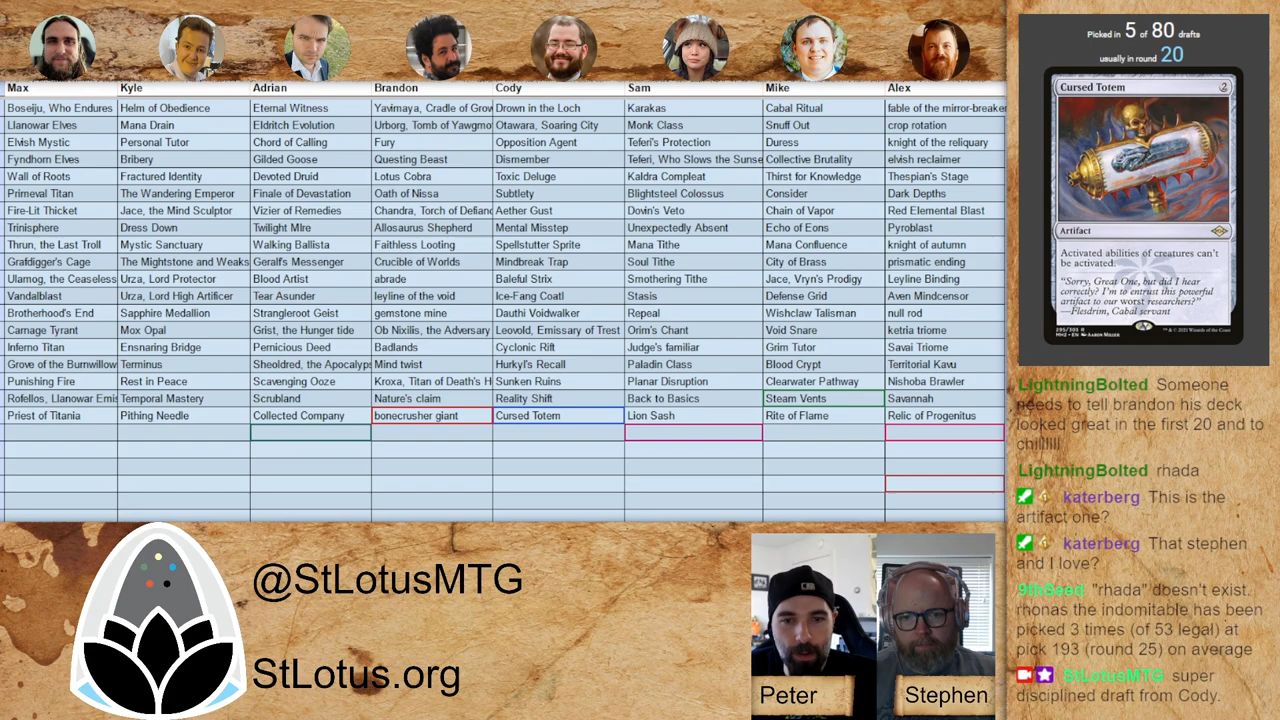 Max Kyle Adrian Brandon Cody Sam Mike Alex
Boseiju, Who Endures Helm of Obedience Eternal Witness Yavimaya, Cradle of Grow Drown in the Loch Karakas Cabal Ritual fable of the mirror-breaker
Llanowar Elves Mana Drain Eldritch Evolution Urborg, Tomb of Yawgmo Otawara, Soaring City Monk Class Snuff Out crop rotation
Elvish Mystic Personal Tutor Chord of Calling Fury Opposition Agent Teferi's Protection Duress knight of the reliquary
Fyndhorn Elves Bribery Gilded Goose Questing Beast Dismember Teferi, Who Slows the Sunse Collective Brutality elvish reclaimer
Wall of Roots Fractured Identity Devoted Druid Lotus Cobra Toxic Deluge Kaldra Compleat Thirst for Knowledge Thespian's Stage
Primeval Titan The Wandering Emperor Finale of Devastation Oath of Nissa Subtlety Blightsteel Colossus Consider Dark Depths
Fire-Lit Thicket Jace, the Mind Sculptor Vizier of Remedies Chandra, Torch of Defianc Aether Gust Dovin's Veto Chain of Vapor Red Elemental Blast
Trinisphere Dress Down Twilight MIre Allosaurus Shepherd Mental Misstep Unexpectedly Absent Echo of Eons Pyroblast
Thrun, the Last Troll Mystic Sanctuary Walking Ballista Faithless Looting Spellstutter Sprite Mana Tithe Mana Confluence knight of autumn
Grafdigger's Cage The Mightstone and Weaks Geralf's Messenger Crucible of Worlds Mindbreak Trap Soul Tithe City of Brass prismatic ending
Ulamog, the Ceaseless Urza, Lord Protector Blood Artist abrade Baleful Strix Smothering Tithe Jace, Vryn's Prodigy Leyline Binding
Vandalblast Urza, Lord High Artificer Tear Asunder leyline of the void Ice-Fang Coatl Stasis Defense Grid Aven Mindcensor
Brotherhood's End Sapphire Medallion Strangleroot Geist gemstone mine Dauthi Voidwalker Repeal Wishclaw Talisman null rod
Carnage Tyrant Mox Opal Grist, the Hunger tide Ob Nixilis, the Adversary Leovold, Emissary of Trest Orim's Chant Void Snare ketria triome
Inferno Titan Ensnaring Bridge Pernicious Deed Badlands Cyclonic Rift Judge's familiar Grim Tutor Savai Triome
Grove of the Burnwillow Terminus Sheoldred, the Apocalyps Mind twist Hurkyl's Recall Paladin Class Blood Crypt Territorial Kavu
Punishing Fire Rest in Peace Scavenging Ooze Kroxa, Titan of Death's H Sunken Ruins Planar Disruption Clearwater Pathway Nishoba Brawler
Rofellos, Llanowar Emis Temporal Mastery Scrubland Nature's claim Reality Shift Back to Basics Steam Vents Savannah
Priest of Titania Pithing Needle Collected Company bonecrusher giant Cursed Totem Lion Sash Rite of Flame Relic of Progenitus
Picked in 5 of 80 drafts
usually in round 20
Cursed Totem 2
Artifact
Activated abilities of creatures can't
be activated.
"Sorry, Great One, but did I hear
correctly? I'm to entrust this powerful
artifact to our worst researchers?"
—Flesdrim, Cabal servant
LightningBolted Someone
needs to tell brandon his deck
looked great in the first 20 and to
chillllll
LightningBolted rhada
katerberg This is the
artifact one?
katerberg That stephen
and I love?
9thSeed "rhada" doesn't exist.
rhonas the indomitable has been
picked 3 times (of 53 legal) at
pick 193 (round 25) on average
StLotusMTG super
disciplined draft from Cody.
@StLotusMTG
StLotus.org
Peter Stephen